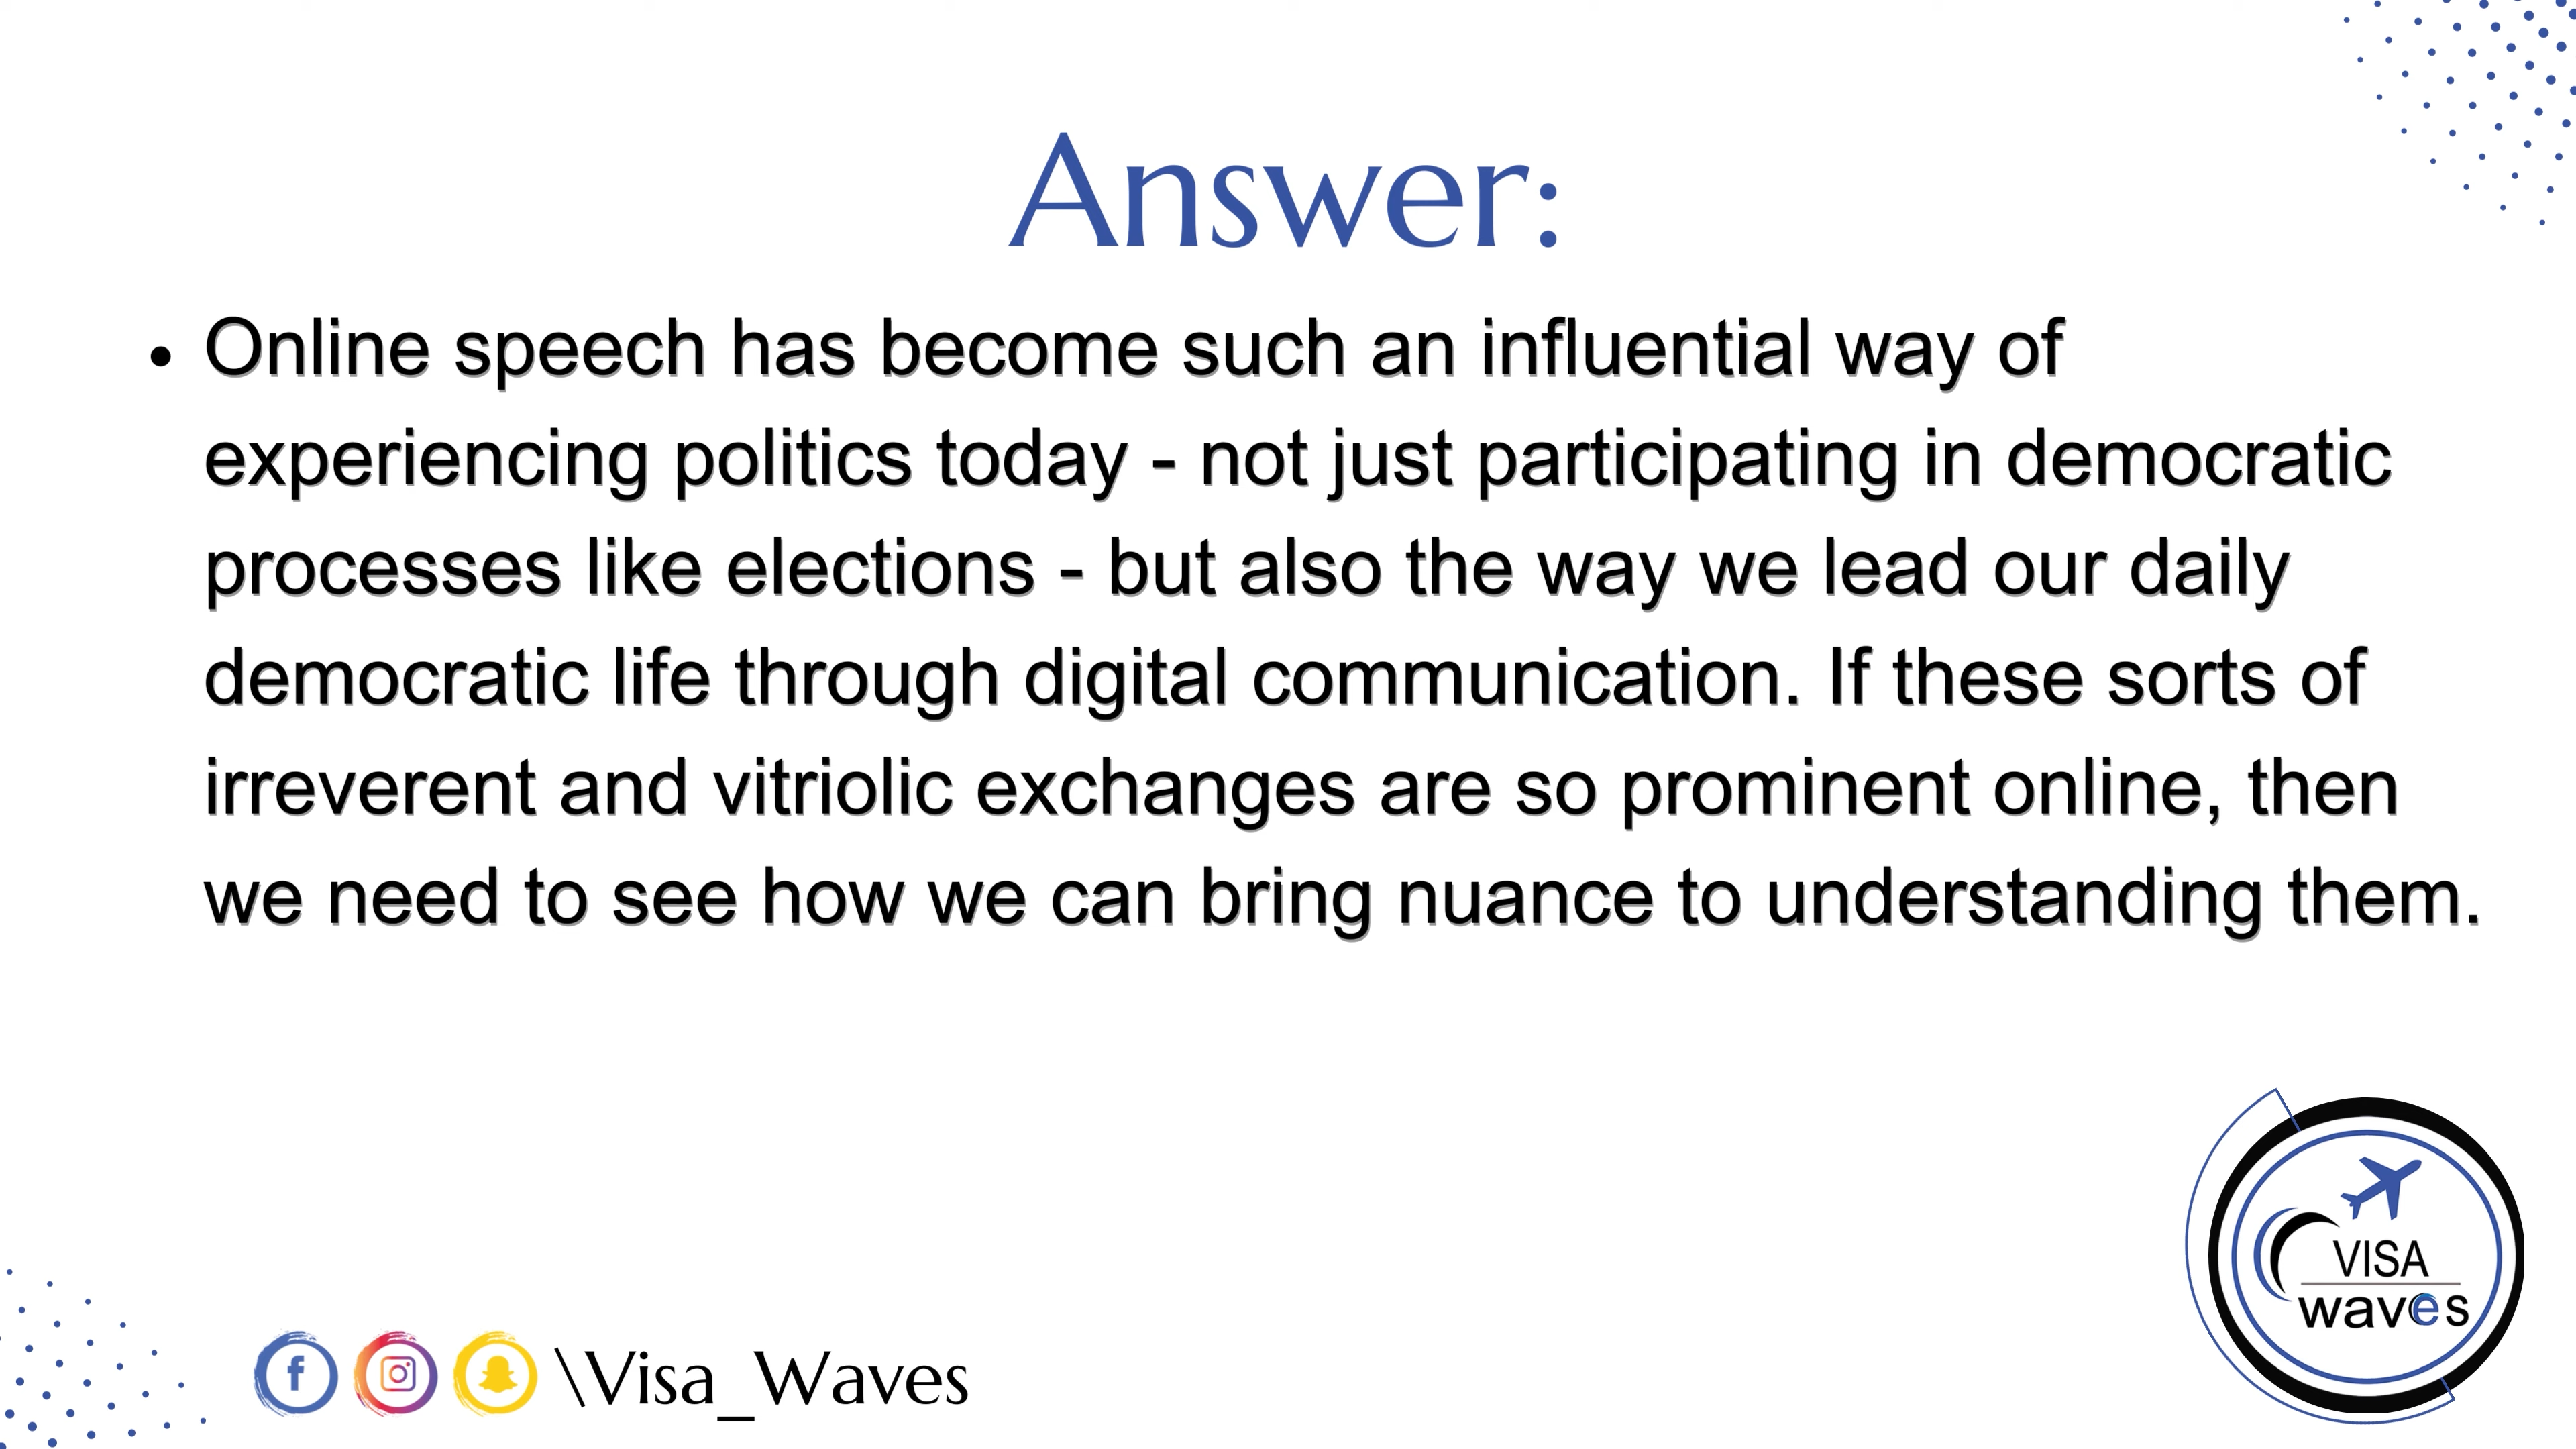 Answer:
• Online speech has become such an influential way of
experiencing politics today - not just participating in democratic
processes like elections - but also the way we lead our daily
democratic life through digital communication. If these sorts of
irreverent and vitriolic exchanges are so prominent online, then
we need to see how we can bring nuance to understanding them.
VISA
waves
\Visa_Waves